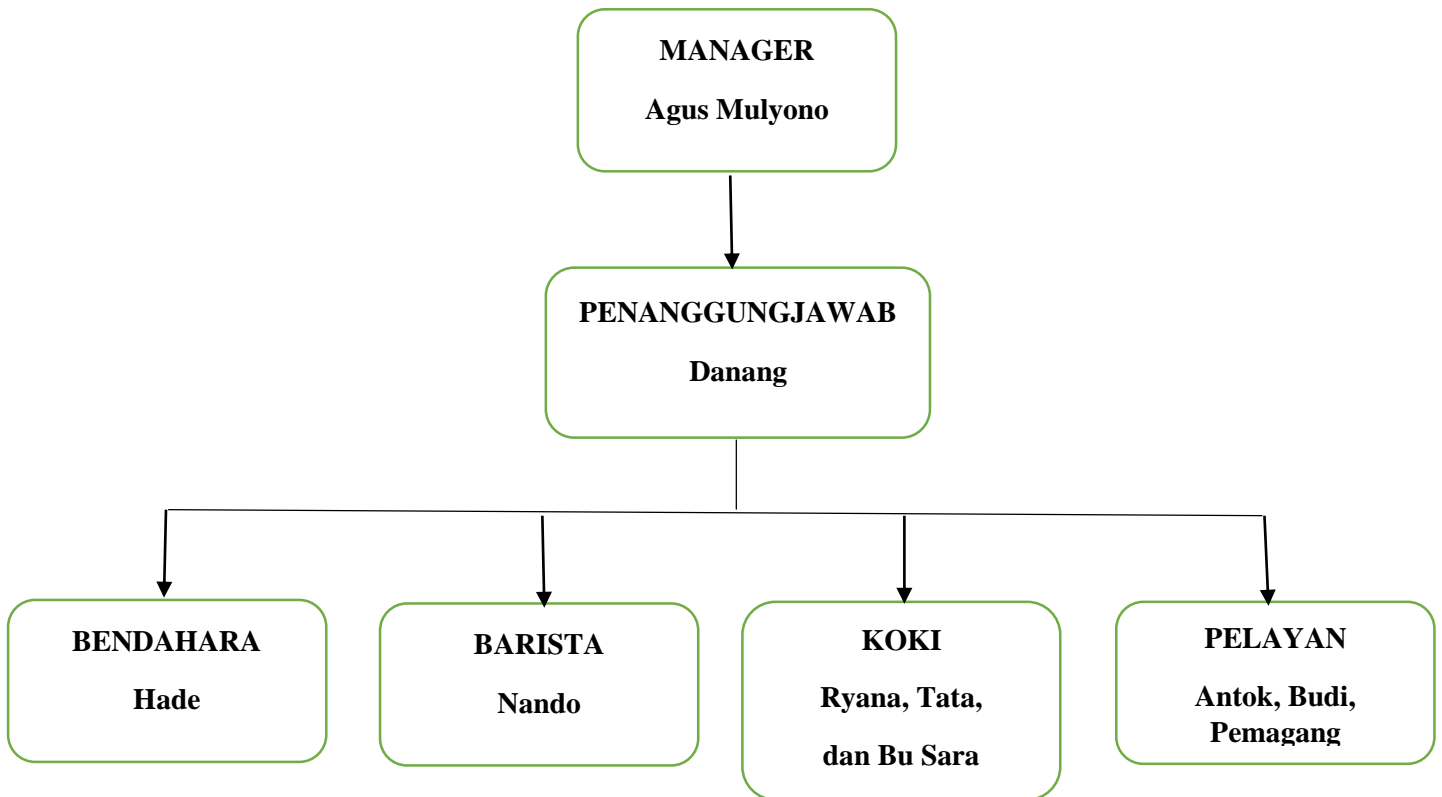 MANAGER
Agus Mulyono
PENANGGUNGJAWAB
Danang
BENDAHARA
Hade
BARISTA
Nando
KOKI
Ryana, Tata,
dan Bu Sara
PELAYAN
Antok, Budi,
Pemagang